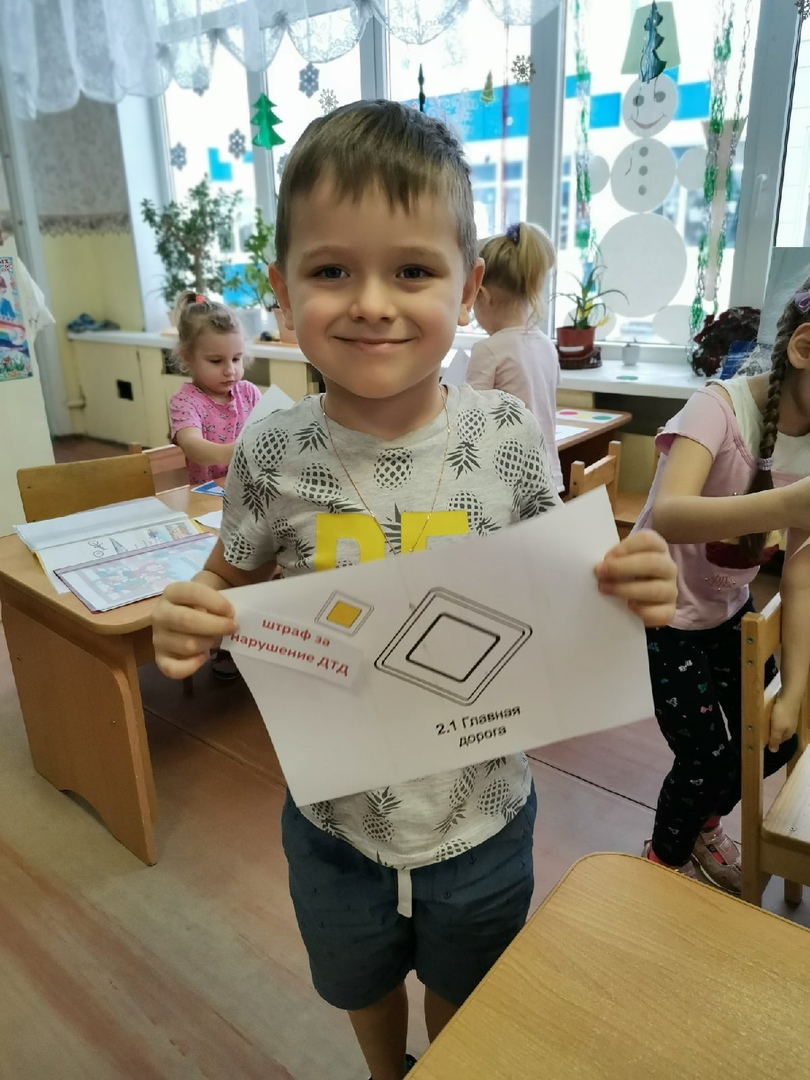 штраф за
нарушение ДТД
2.1 Главная
дорога